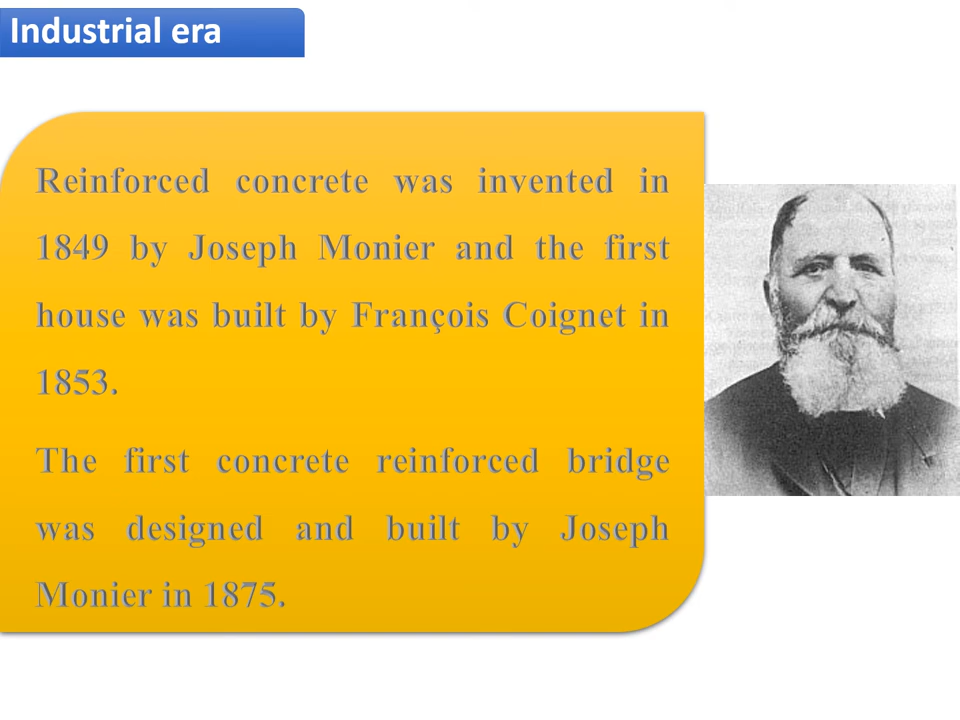 Industrial era
Reinforced concrete was invented in
1849 by Joseph Monier and the first
house was built by François Coignet in
1853.
The first concrete reinforced bridge
was designed and built by Joseph
Monier in 1875.